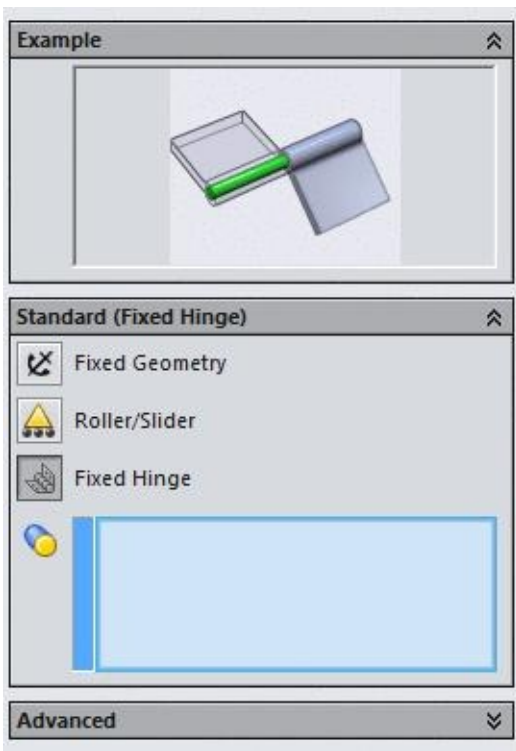 Example
Standard (Fixed Hinge)
Fixed Geometry
Roller/Slider
Fixed Hinge
Advanced